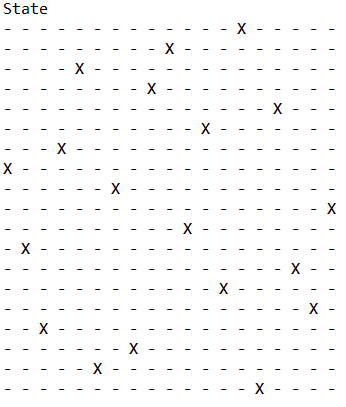 State
- - - - - - - - - - - - - X - - - - -
- - - - - - - - - X - - - - - - - - -
- - - - X - - - - - - - - - - - - - -
- - - - - - - - X - - - - - - - - - -
- - - - - - - - - - - - - - - X - - -
- - - - - - - - - - - X - - - - - - -
- - - X - - - - - - - - - - - - - - -
X - - - - - - - - - - - - - - - - - -
- - - - - - X - - - - - - - - - - - -
- - - - - - - - - - - - - - - - - - X
- - - - - - - - - - X - - - - - - - -
- X - - - - - - - - - - - - - - - - -
- - - - - - - - - - - - - - - - X - -
- - - - - - - - - - - - X - - - - - -
- - - - - - - - - - - - - - - - - X -
- - X - - - - - - - - - - - - - - - -
- - - - - - - X - - - - - - - - - - -
- - - - - X - - - - - - - - - - - - -
- - - - - - - - - - - - - - X - - - -